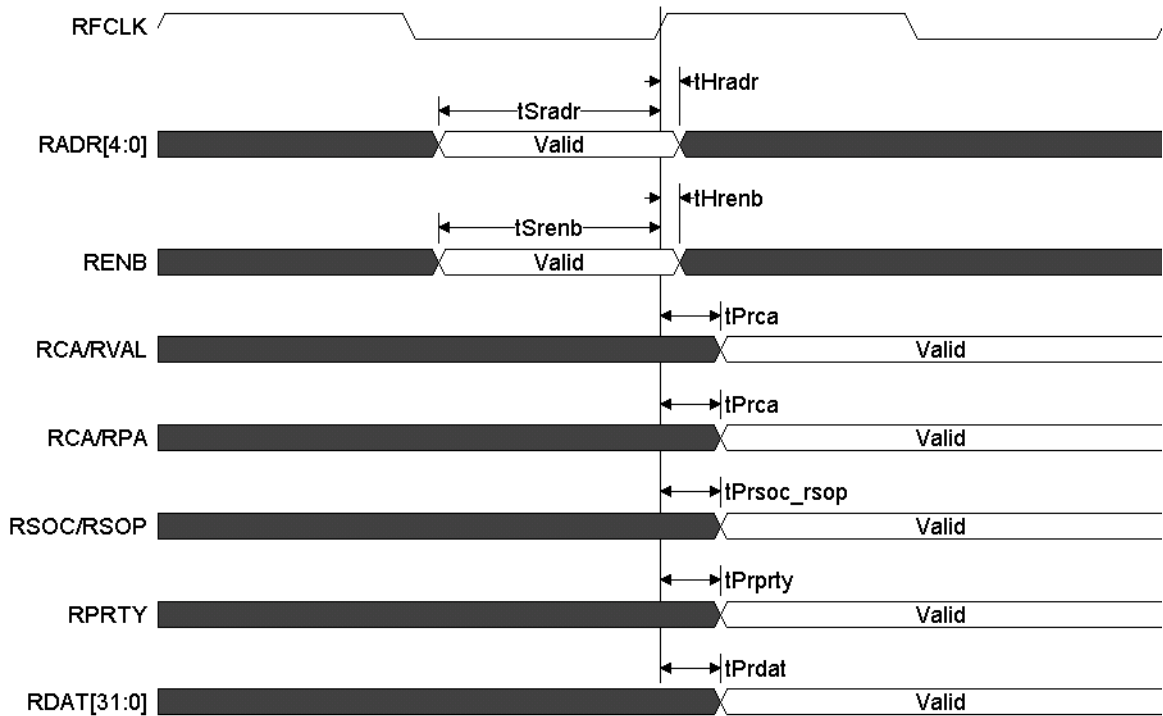 RFCLK
tHradr
tSradr
RADR[4:0] Valid
tHrenb
tSrenb
RENB Valid
tPrca
RCA/RVAL Valid
tPrca
RCA/RPA Valid
tPrsoc_rsop
RSOC/RSOP Valid
tPrprty
RPRTY Valid
tPrdat
RDAT[31:0] Valid